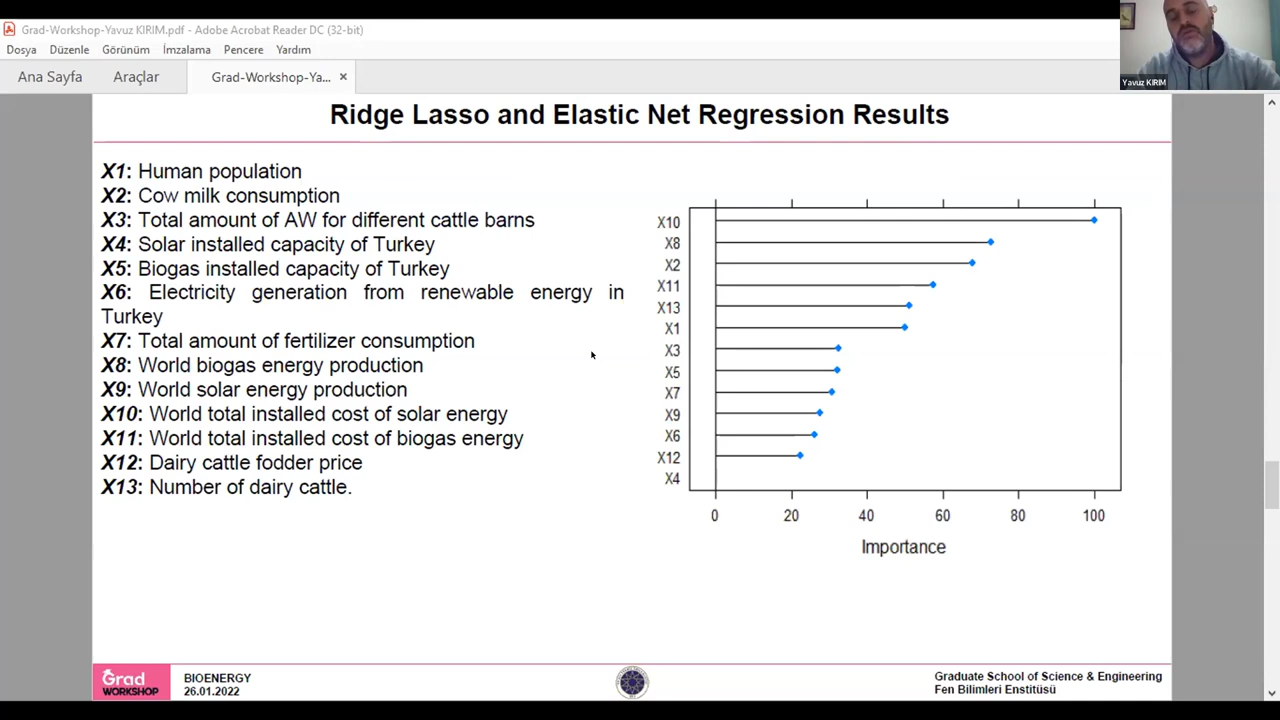 Grad-Workshop-Yavuz KIRIM.pdf - Adobe Acrobat Reader DC (32-bit)
Dosya Düzenle Görünüm İmzalama Pencere Yardım
Ana Sayfa Araçlar Grad-Workshop-Ya... ×
Yavuz KIRIM
Ridge Lasso and Elastic Net Regression Results
X1: Human population
X2: Cow milk consumption
X3: Total amount of AW for different cattle barns
X4: Solar installed capacity of Turkey
X5: Biogas installed capacity of Turkey
X6: Electricity generation from renewable energy in
Turkey
X7: Total amount of fertilizer consumption
X8: World biogas energy production
X9: World solar energy production
X10: World total installed cost of solar energy
X11: World total installed cost of biogas energy
X12: Dairy cattle fodder price
X13: Number of dairy cattle.
X10
X8
X2
X11
X13
X1
X3
X5
X7
X9
X6
X12
X4
0 20 40 60 80 100
Importance
Grad
WORKSHOP
BIOENERGY
26.01.2022
Graduate School of Science & Engineering
Fen Bilimleri Enstitüsü